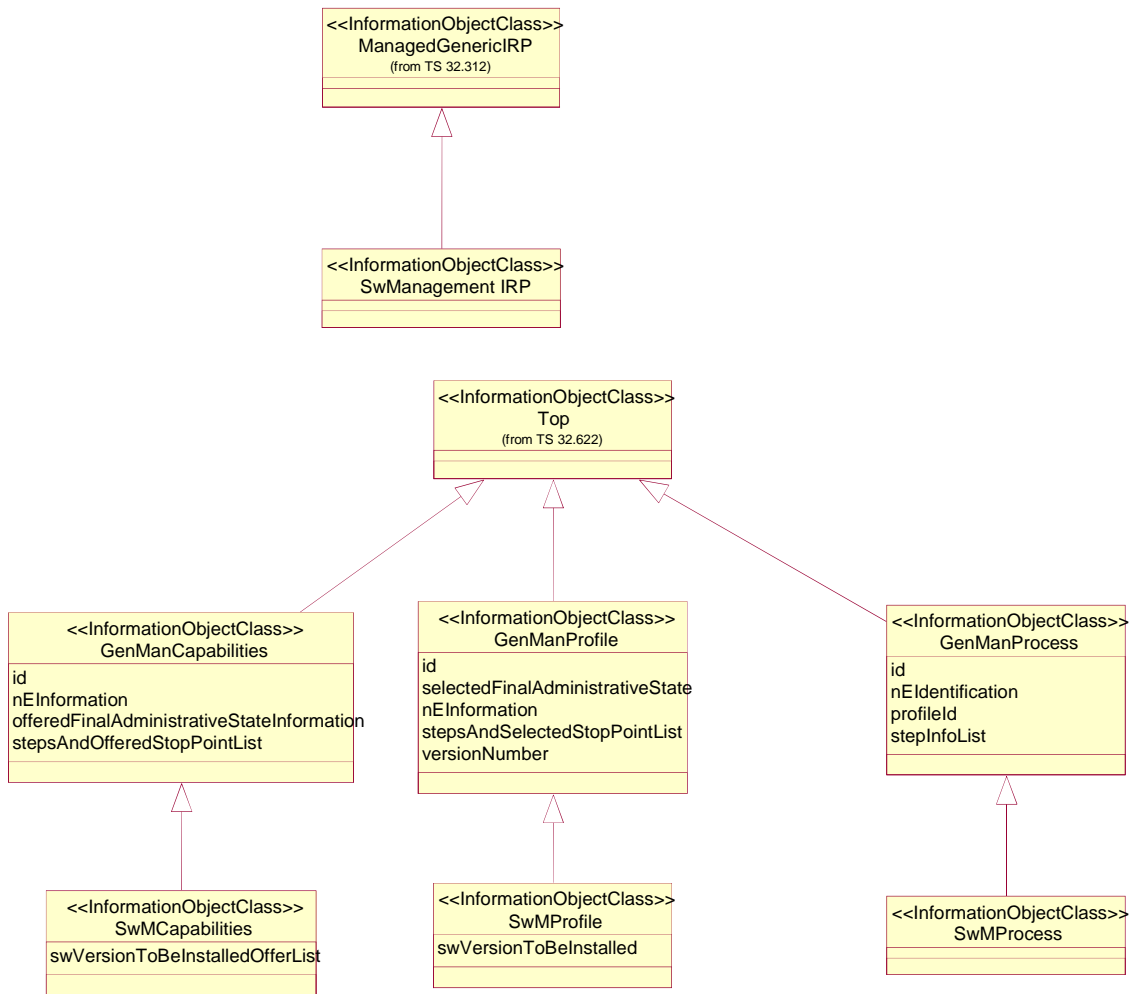 <<InformationObjectClass>>
ManagedGenericIRP
(from TS 32.312)
<<InformationObjectClass>>
SwManagement IRP
<<InformationObjectClass>>
Top
(from TS 32.622)
<<InformationObjectClass>>
GenManCapabilities
id
nEInformation
offeredFinalAdministrativeStateInformation
stepsAndOfferedStopPointList
<<InformationObjectClass>>
GenManProfile
id
selectedFinalAdministrativeState
nEInformation
stepsAndSelectedStopPointList
versionNumber
<<InformationObjectClass>>
GenManProcess
id
nEIdentification
profileId
stepInfoList
<<InformationObjectClass>>
SwMCapabilities
swVersionToBeInstalledOfferList
<<InformationObjectClass>>
SwMProfile
swVersionToBeInstalled
<<InformationObjectClass>>
SwMProcess